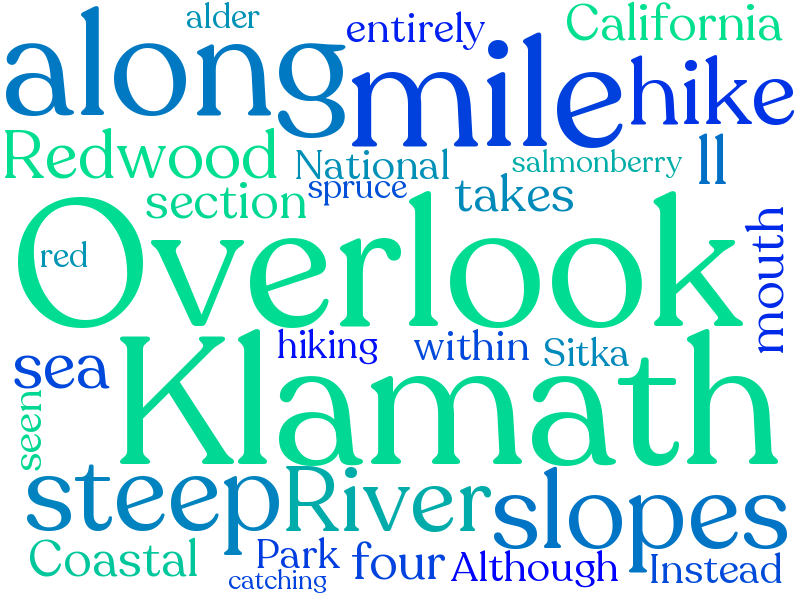 alder
entirely
California
along
mile
hike
Redwood
National
salmonberry
ll
section
spruce
takes
Overlook
red
mouth
hiking
within
Sitka
sea
Klamath
seen
steep
River
slopes
Coastal
Park
four
Although
Instead
catching